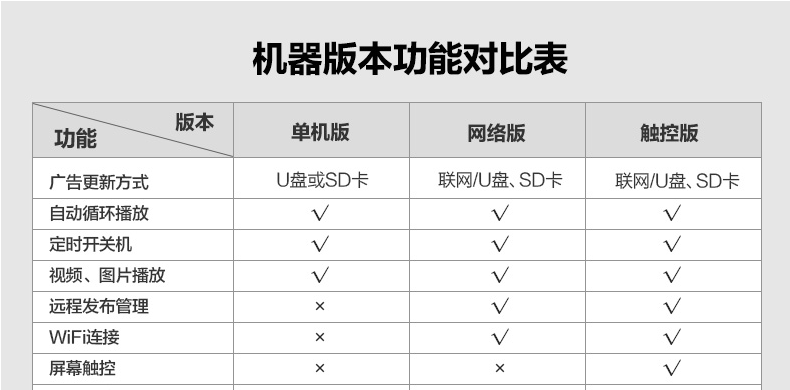 机器版本功能对比表
版本
功能 单机版 网络版 触控版
广告更新方式 U盘或SD卡 联网/U盘、SD卡 联网/U盘、SD卡
自动循环播放 √ √ √
定时开关机 √ √ √
视频、图片播放 √ √ √
远程发布管理 × √ √
WiFi连接 × √ √
屏幕触控 × × √